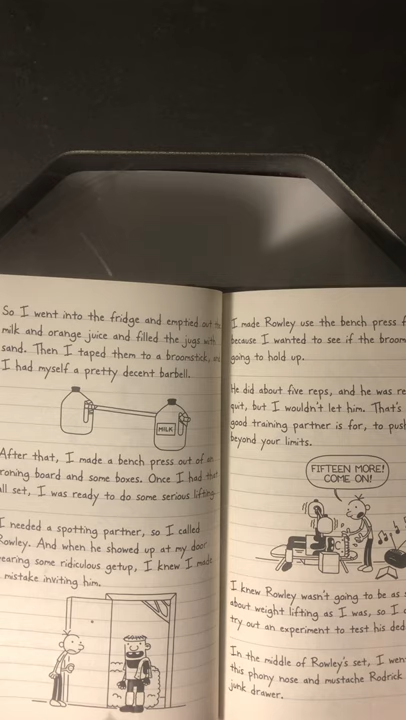 So I went into the fridge and emptied out the
milk and orange juice and filled the jugs with
sand. Then I taped them to a broomstick, and
I had myself a pretty decent barbell.
MILK
After that, I made a bench press out of an
roning board and some boxes. Once I had that
all set, I was ready to do some serious lifting.
I needed a spotting partner, so I called
Rowley. And when he showed up at my door
wearing some ridiculous getup, I knew I made
mistake inviting him.
I made Rowley use the bench press f
because I wanted to see if the broom
going to hold up.
He did about five reps, and he was re
quit, but I wouldn't let him. That's
good training partner is for, to push
beyond your limits.
FIFTEEN MORE!
COME ON!
I knew Rowley wasn't going to be as s
about weight lifting as I was, so I d
try out an experiment to test his ded
In the middle of Rowley's set, I wen
this phony nose and mustache Rodrick
junk drawer.